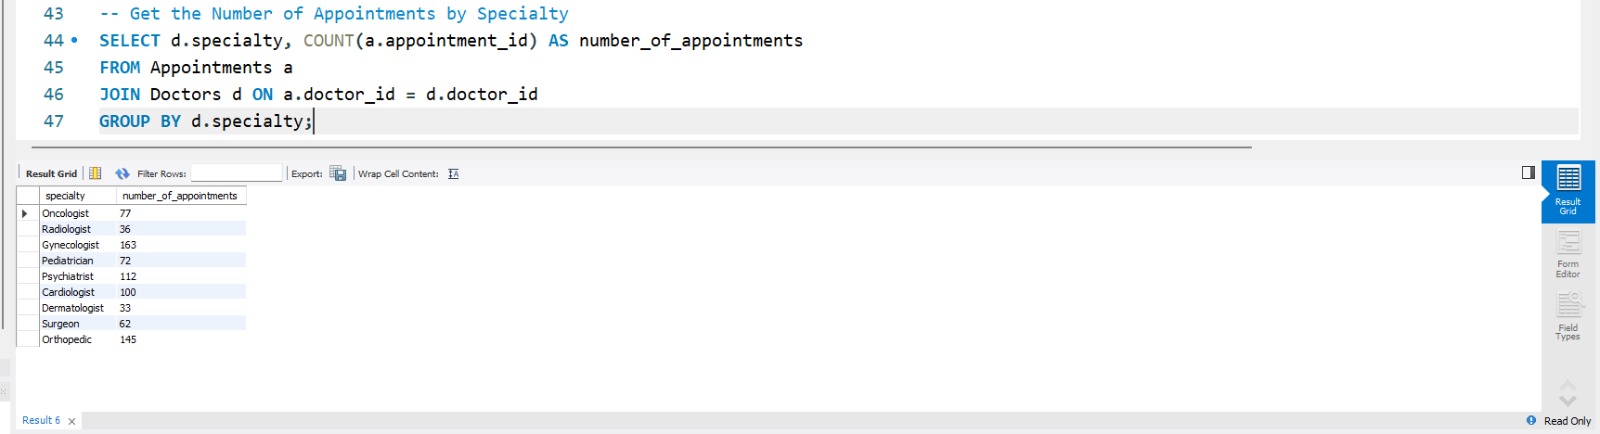 43 -- Get the Number of Appointments by Specialty
44 SELECT d.specialty, COUNT(a.appointment_id) AS number_of_appointments
45 FROM Appointments a
46 JOIN Doctors d ON a.doctor_id = d.doctor_id
47 GROUP BY d.specialty;
Result Grid Filter Rows: Export: Wrap Cell Content:
specialty number_of_appointments
Oncologist 77
Radiologist 36
Gynecologist 163
Pediatrician 72
Psychiatrist 112
Cardiologist 100
Dermatologist 33
Surgeon 62
Orthopedic 145
Result
Grid
Form
Editor
Field
Types
Result 6 x
Read Only